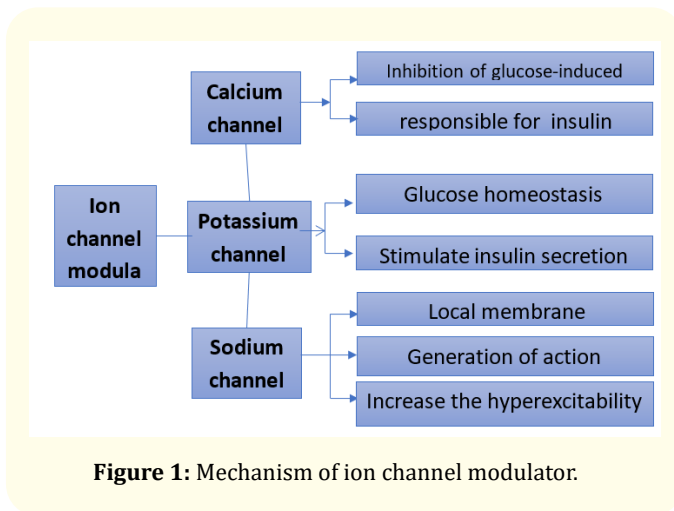 Calcium
channel
Inhibition of glucose-induced
responsible for insulin
Ion
channel
modula
Potassium
channel
Glucose homeostasis
Stimulate insulin secretion
Sodium
channel
Local membrane
Generation of action
Increase the hyperexcitability
Figure 1: Mechanism of ion channel modulator.